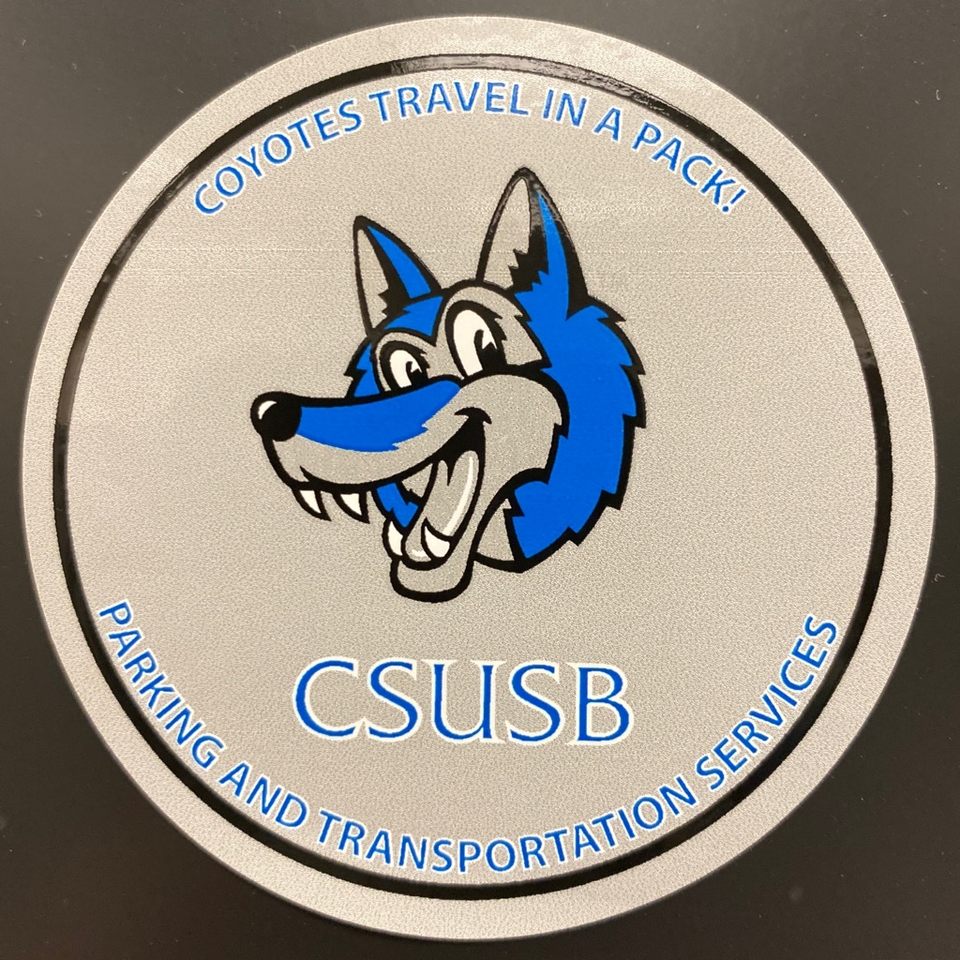 COYOTES TRAVEL IN A PACK!
CSUSB
PARKING AND TRANSPORTATION SERVICES